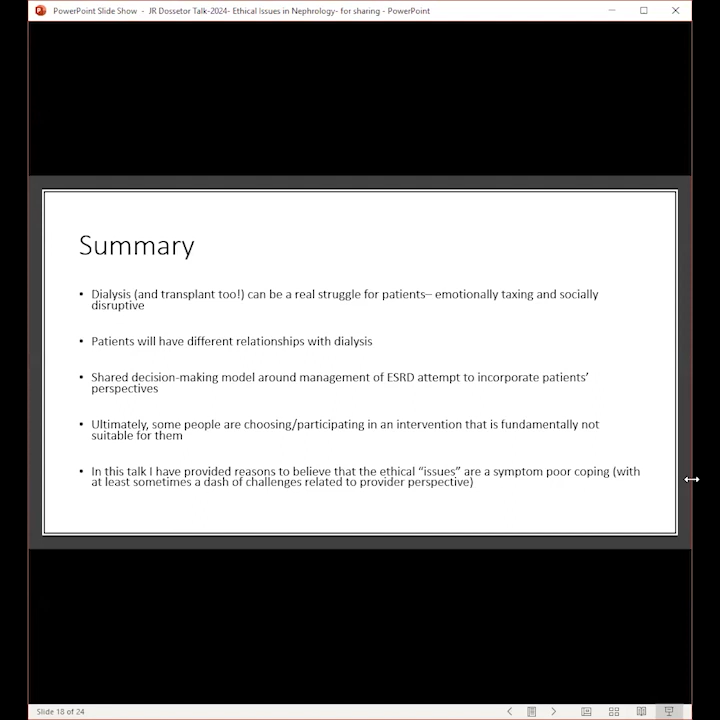 PowerPoint Slide Show - JR Dossetor Talk-2024- Ethical Issues in Nephrology- for sharing - PowerPoint
Summary
• Dialysis (and transplant too!) can be a real struggle for patients– emotionally taxing and socially
disruptive
• Patients will have different relationships with dialysis
• Shared decision-making model around management of ESRD attempt to incorporate patients’
perspectives
• Ultimately, some people are choosing/participating in an intervention that is fundamentally not
suitable for them
• In this talk I have provided reasons to believe that the ethical “issues” are a symptom poor coping (with
at least sometimes a dash of challenges related to provider perspective)
Slide 18 of 24